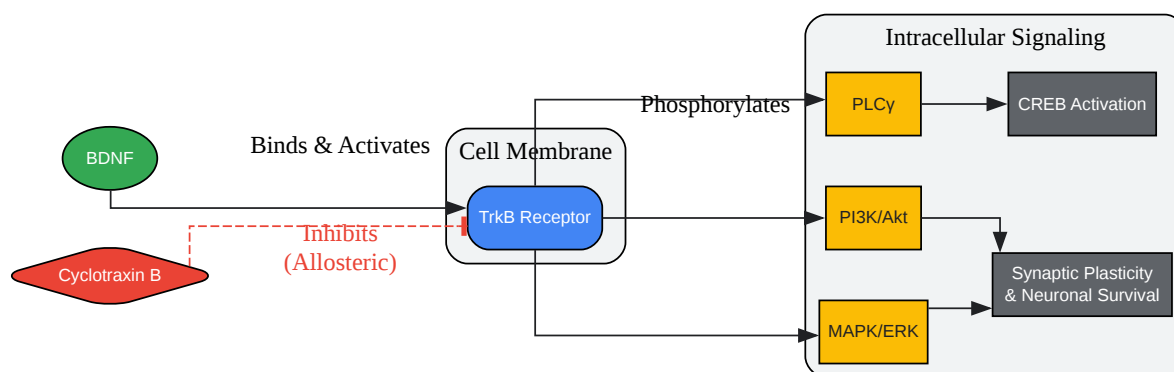 Intracellular Signaling
Phosphorylates
PLCγ
CREB Activation
Binds & Activates
Cell Membrane
BDNF
TrkB Receptor
PI3K/Akt
Inhibits
(Allosteric)
Cyclotraxin B
Synaptic Plasticity
& Neuronal Survival
MAPK/ERK